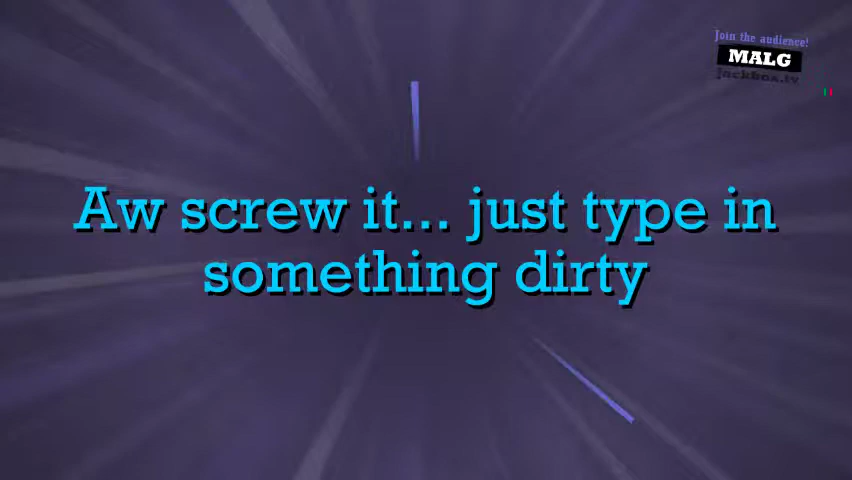 Join the audience!
MALG
jackbox.tv
Aw screw it... just type in
something dirty